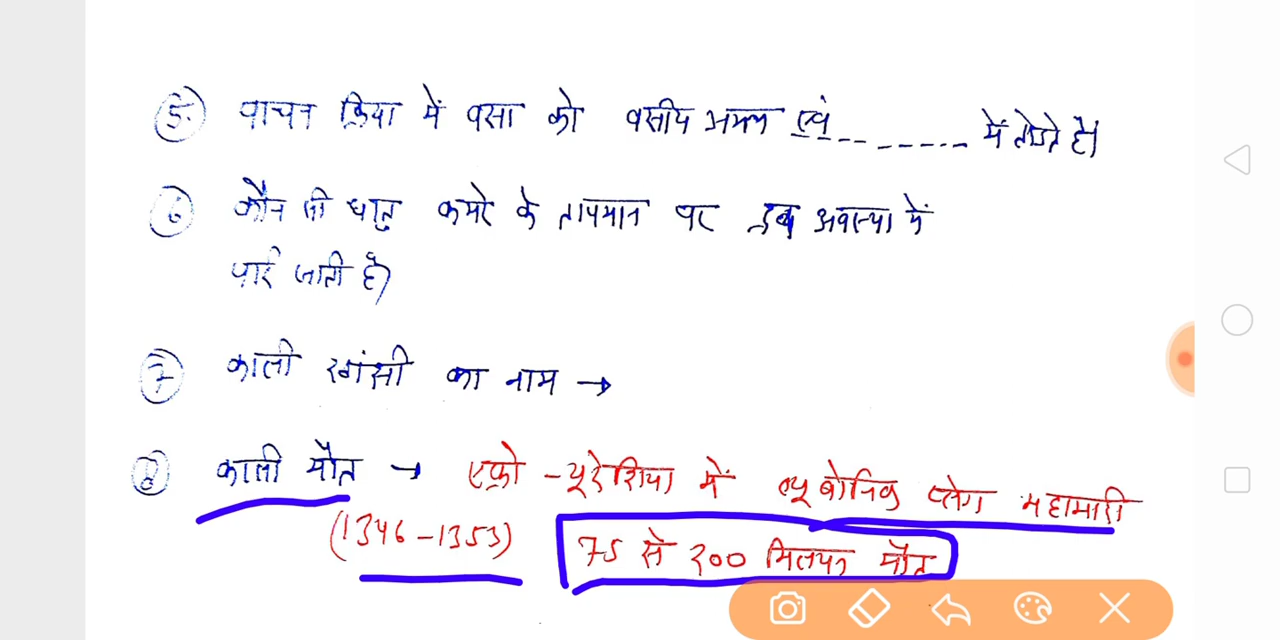 5. पाचन क्रिया में वसा को वसीय अम्ल एवं _ _ _ _ _ _ _ _ में तोड़ते है।
6 कौन सी धातु कमरे के तापमान पर द्रव अवस्था में
पाई जाती है।
7 काली खांसी का नाम →
8 काली मौत → एफ्रो - यूरेशिया में ब्यूबोनिक प्लेग महामारी
(1346 - 1353) 75 से 200 मिलियन मौत